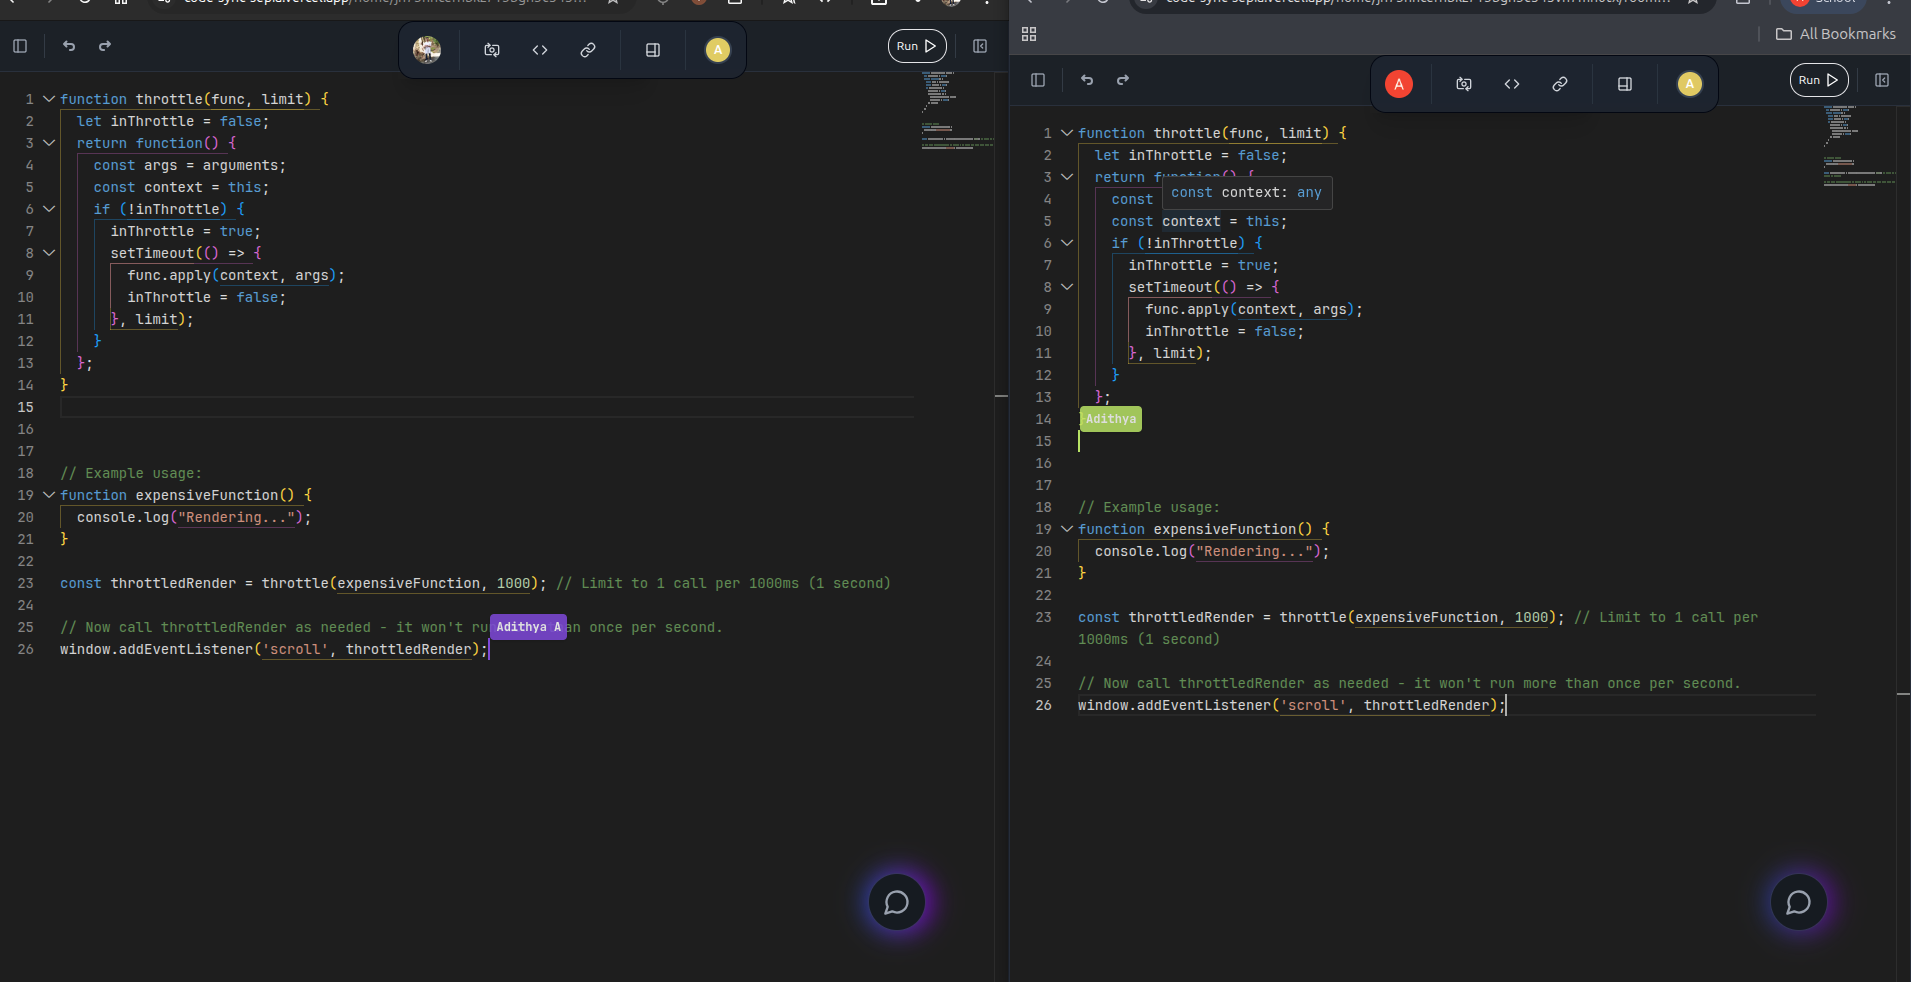 Run
A
1 function throttle(func, limit) {
2 let inThrottle = false;
3 return function() {
4 const args = arguments;
5 const context = this;
6 if (!inThrottle) {
7 inThrottle = true;
8 setTimeout(() => {
9 func.apply(context, args);
10 inThrottle = false;
11 }, limit);
12 }
13 };
14 }
15
16
17
18 // Example usage:
19 function expensiveFunction() {
20 console.log("Rendering...");
21 }
22
23 const throttledRender = throttle(expensiveFunction, 1000); // Limit to 1 call per 1000ms (1 second)
24
25 // Now call throttledRender as needed - it won't ru Adithya A an once per second.
26 window.addEventListener('scroll', throttledRender);
All Bookmarks
A
A
Run
1 function throttle(func, limit) {
2 let inThrottle = false;
3 return function() {
const context: any
4 const
5 const context = this;
6 if (!inThrottle) {
7 inThrottle = true;
8 setTimeout(() => {
9 func.apply(context, args);
10 inThrottle = false;
11 }, limit);
12 }
13 };
14 Adithya
15
16
17
18 // Example usage:
19 function expensiveFunction() {
20 console.log("Rendering...");
21 }
22
23 const throttledRender = throttle(expensiveFunction, 1000); // Limit to 1 call per
1000ms (1 second)
24
25 // Now call throttledRender as needed - it won't run more than once per second.
26 window.addEventListener('scroll', throttledRender);